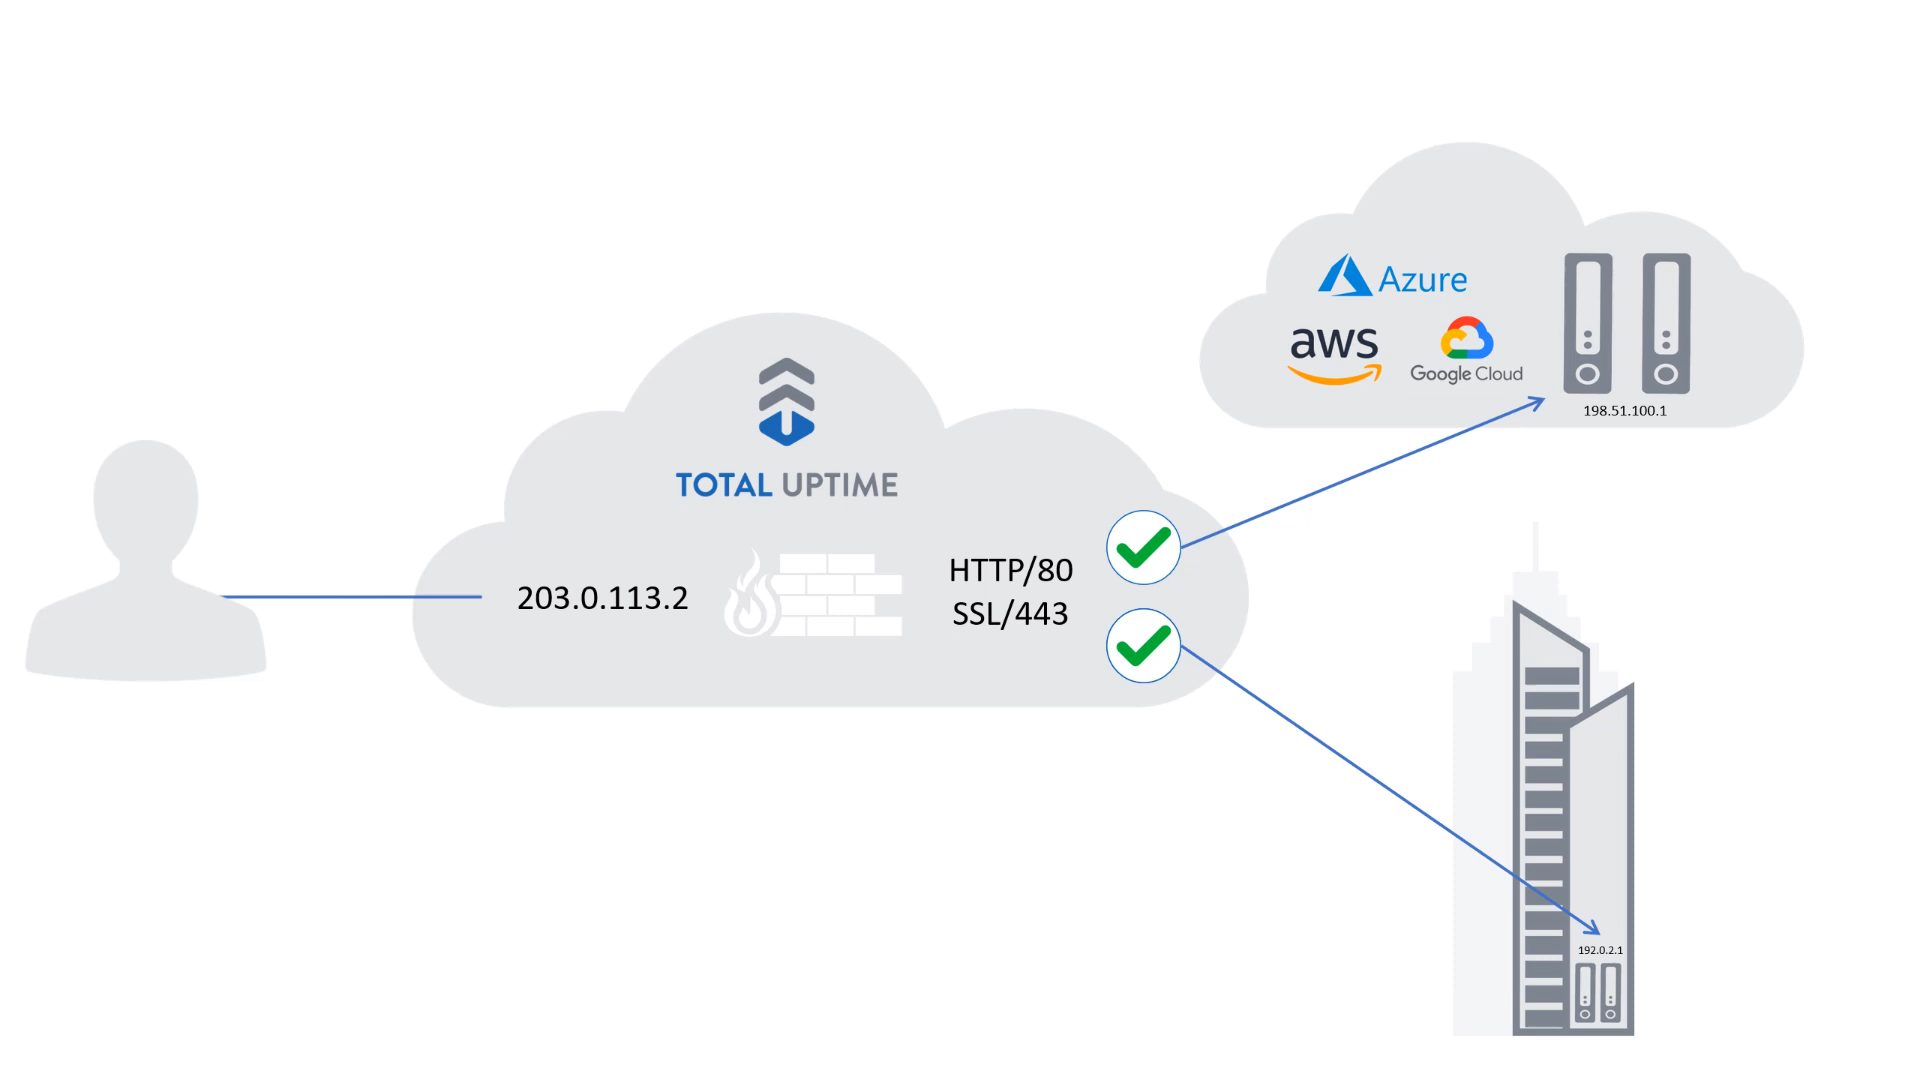 Azure
aws
Google Cloud
198.51.100.1
TOTAL UPTIME
203.0.113.2
HTTP/80
SSL/443
192.0.2.1